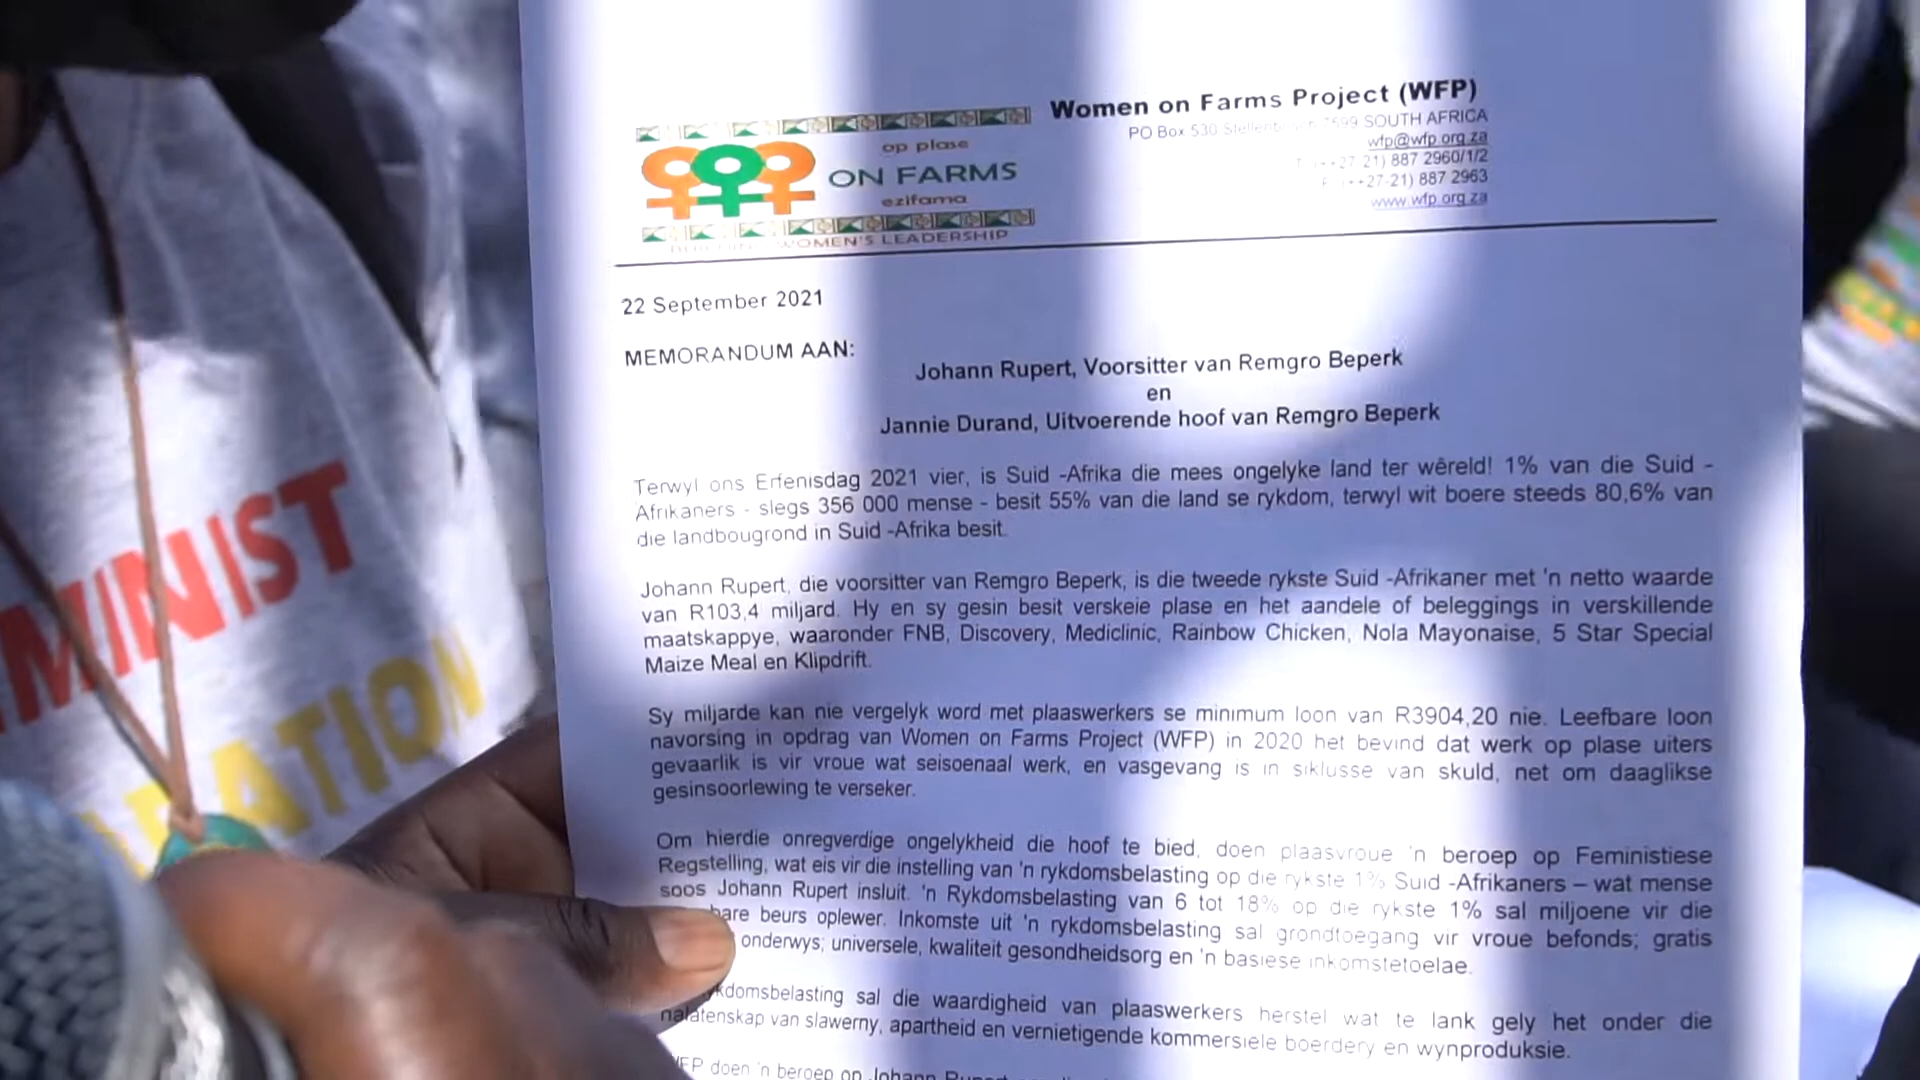 Women on Farms Project (WFP)
PO Box 530 Stellenbosch 7599 SOUTH AFRICA
wfp@wfp.org.za
T (++27 21) 887 2960/1/2
F (++27-21) 887 2963
www.wfp.org.za
op plase
ON FARMS
ezifama
WOMEN'S LEADERSHIP
22 September 2021
MEMORANDUM AAN:
Johann Rupert, Voorsitter van Remgro Beperk
en
Jannie Durand, Uitvoerende hoof van Remgro Beperk
Terwyl ons Erfenisdag 2021 vier, is Suid -Afrika die mees ongelyke land ter wêreld! 1% van die Suid -
Afrikaners - slegs 356 000 mense - besit 55% van die land se rykdom, terwyl wit boere steeds 80,6% van
die landbougrond in Suid -Afrika besit.
Johann Rupert, die voorsitter van Remgro Beperk, is die tweede rykste Suid -Afrikaner met 'n netto waarde
van R103,4 miljard. Hy en sy gesin besit verskeie plase en het aandele of beleggings in verskillende
maatskappye, waaronder FNB, Discovery, Mediclinic, Rainbow Chicken, Nola Mayonaise, 5 Star Special
Maize Meal en Klipdrift.
Sy miljarde kan nie vergelyk word met plaaswerkers se minimum loon van R3904,20 nie. Leefbare loon
navorsing in opdrag van Women on Farms Project (WFP) in 2020 het bevind dat werk op plase uiters
gevaarlik is vir vroue wat seisoenaal werk, en vasgevang is in siklusse van skuld, net om daaglikse
gesinsoorlewing te verseker.
Om hierdie onregverdige ongelykheid die hoof te bied, doen plaasvroue 'n beroep op Feministiese
Regstelling, wat eis vir die instelling van 'n rykdomsbelasting op die rykste 1% Suid -Afrikaners – wat mense
soos Johann Rupert insluit. 'n Rykdomsbelasting van 6 tot 18% op die rykste 1% sal miljoene vir die
bare beurs oplewer. Inkomste uit 'n rykdomsbelasting sal grondtoegang vir vroue befonds; gratis
onderwys; universele, kwaliteit gesondheidsorg en 'n basiese inkomstetoelae.
ykdomsbelasting sal die waardigheid van plaaswerkers herstel wat te lank gely het onder die
nalatenskap van slawerny, apartheid en vernietigende kommersiele boerdery en wynproduksie.
WFP doen 'n beroep op Johann Rupert
MINIST
RATION